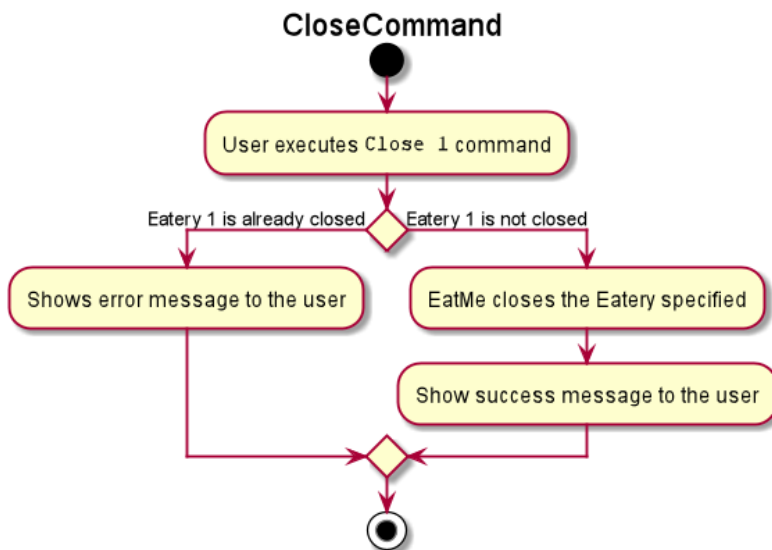 CloseCommand
User executes Close 1 command
Eatery 1 is already closed
Eatery 1 is not closed
Shows error message to the user
EatMe closes the Eatery specified
Show success message to the user